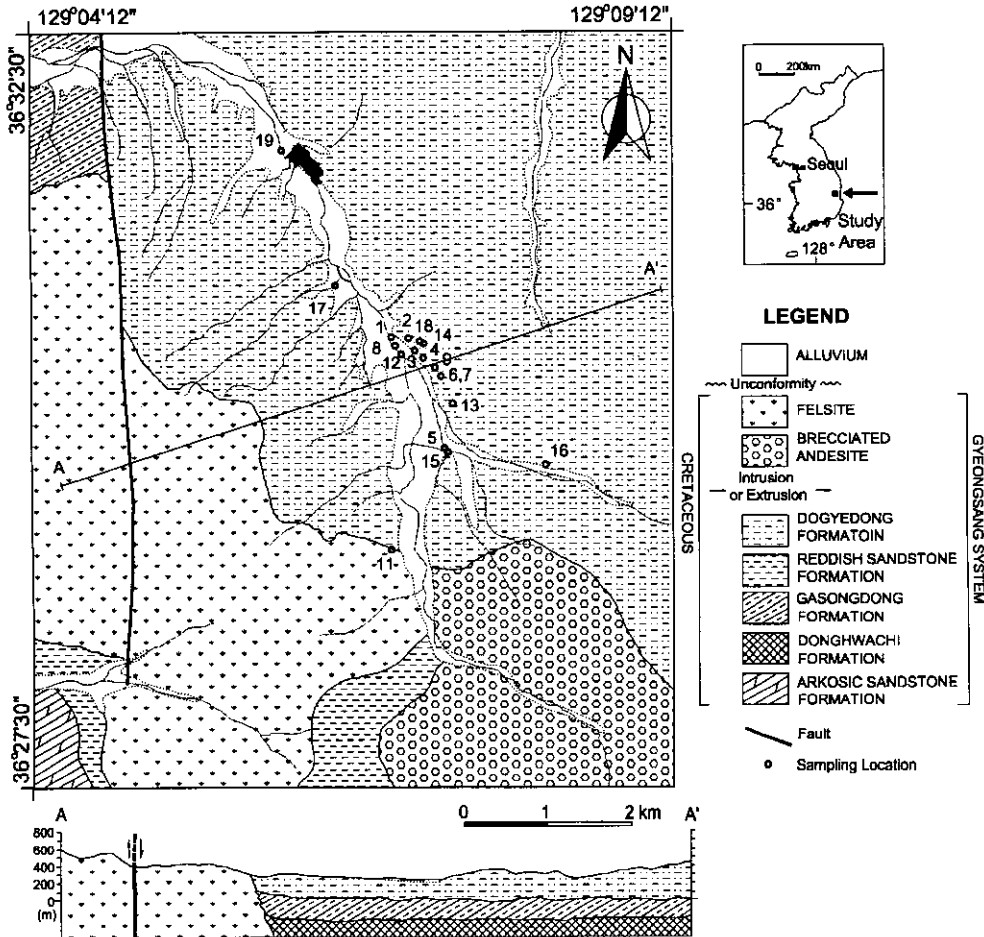 129°04'12"
129°09'12"
36°32'30"
36°27'30"
N
19
17
1
2
18
14
8
4
12
3
9
6,7
13
5
15
16
11
A
A'
0 200km
Seoul
36°
Study
Area
128°
LEGEND
ALLUVIUM
Unconformity
FELSITE
BRECCIATED
ANDESITE
Intrusion
or Extrusion
DOGYEDONG
FORMATOIN
REDDISH SANDSTONE
FORMATION
GASONGDONG
FORMATION
DONGHWACHI
FORMATION
ARKOSIC SANDSTONE
FORMATION
CRETACEOUS
GYEONGSANG SYSTEM
Fault
Sampling Location
0 1 2 km
A
A'
800
600
400
200
0
(m)